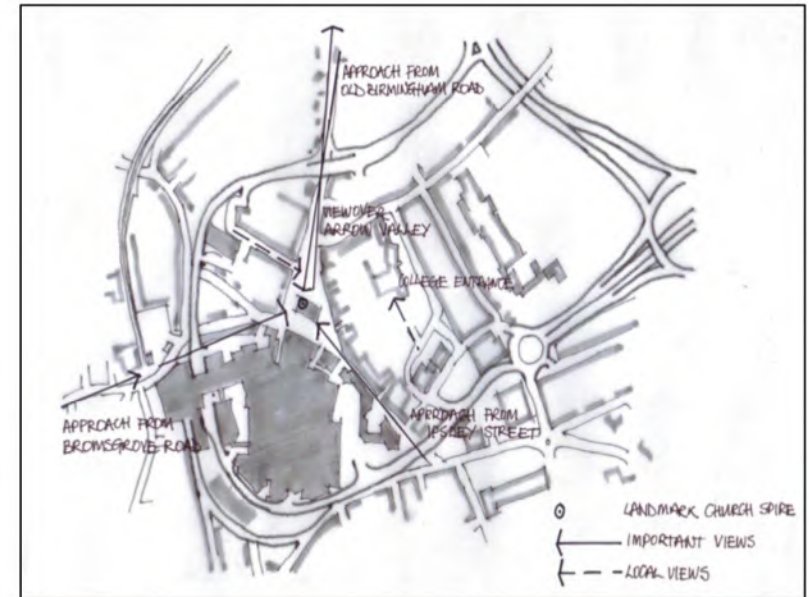 APPROACH FROM
OLD BIRMINGHAM ROAD
VIEW OVER
ARROW VALLEY
COLLEGE ENTRANCE
APPROACH FROM
BROMSGROVE ROAD
APPROACH FROM
IPSLEY STREET
LANDMARK CHURCH SPIRE
IMPORTANT VIEWS
LOCAL VIEWS